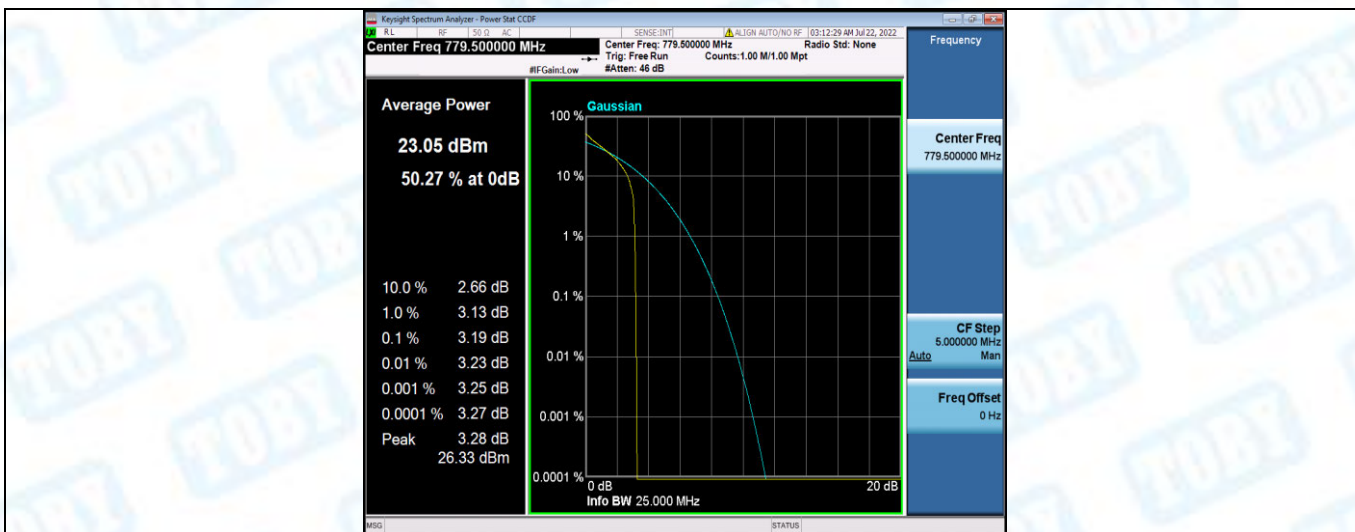 Keysight Spectrum Analyzer - Power Stat CCDF
RL RF 50 Ω AC SENSE:INT ALIGN AUTO/NO RF 03:12:29 AM Jul 22, 2022
Center Freq 779.500000 MHz
Center Freq: 779.500000 MHz Radio Std: None
Trig: Free Run Counts:1.00 M/1.00 Mpt
#IFGain:Low #Atten: 46 dB
Frequency
Average Power
23.05 dBm
50.27 % at 0dB
10.0 % 2.66 dB
1.0 % 3.13 dB
0.1 % 3.19 dB
0.01 % 3.23 dB
0.001 % 3.25 dB
0.0001 % 3.27 dB
Peak 3.28 dB
26.33 dBm
Gaussian
100 %
10 %
1 %
0.1 %
0.01 %
0.001 %
0.0001 %
0 dB 20 dB
Info BW 25.000 MHz
Center Freq
779.500000 MHz
CF Step
5.000000 MHz
Auto Man
Freq Offset
0 Hz
MSG STATUS
TOBY